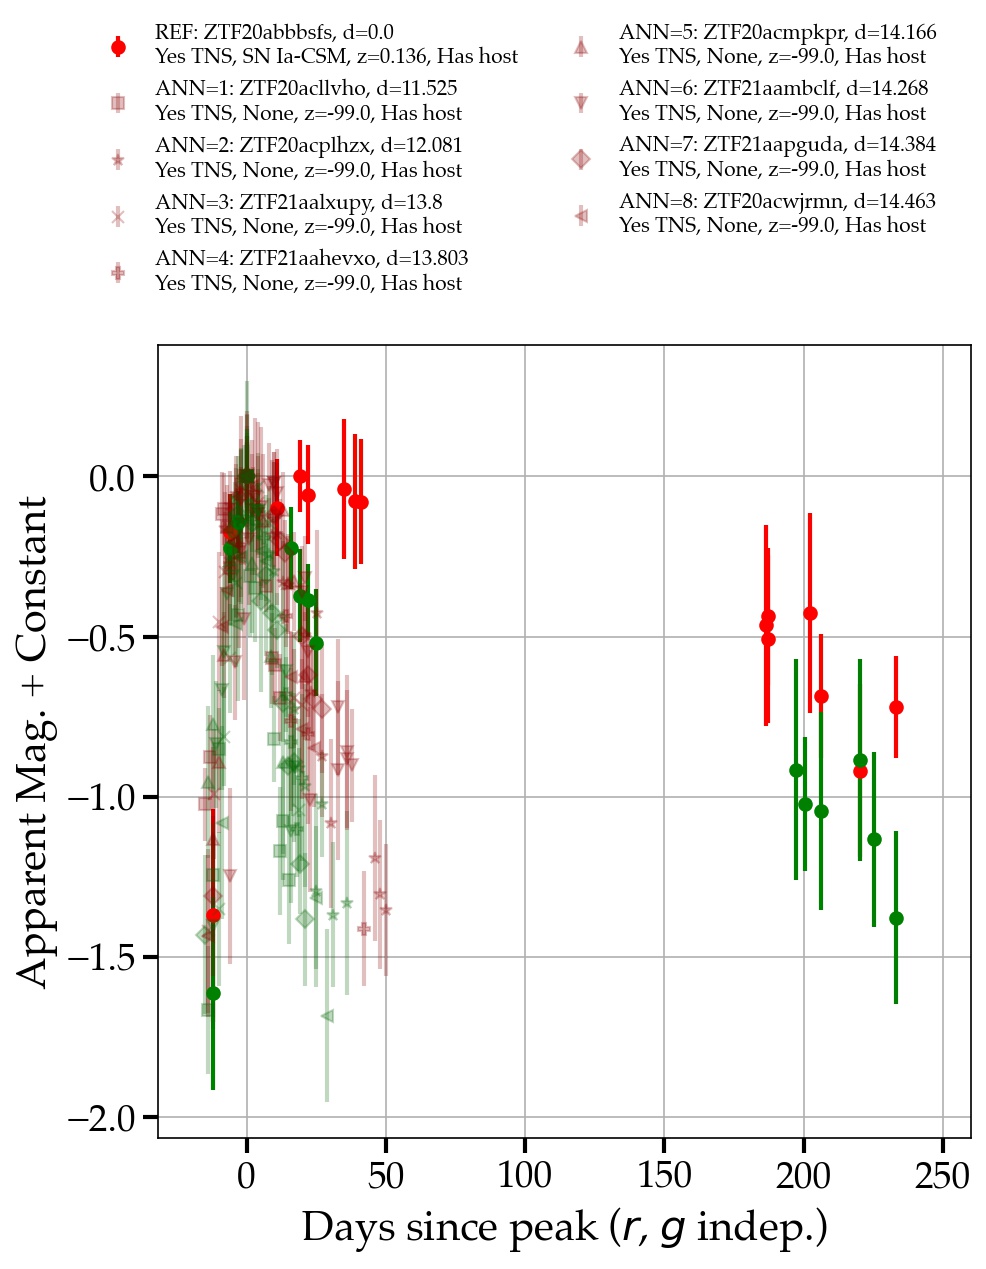 REF: ZTF20abbbsfs, d=0.0
Yes TNS, SN Ia-CSM, z=0.136, Has host
ANN=1: ZTF20acllvho, d=11.525
Yes TNS, None, z=-99.0, Has host
ANN=2: ZTF20acplhzx, d=12.081
Yes TNS, None, z=-99.0, Has host
ANN=3: ZTF21aalxupy, d=13.8
Yes TNS, None, z=-99.0, Has host
ANN=4: ZTF21aahevxo, d=13.803
Yes TNS, None, z=-99.0, Has host
ANN=5: ZTF20acmpkpr, d=14.166
Yes TNS, None, z=-99.0, Has host
ANN=6: ZTF21aambclf, d=14.268
Yes TNS, None, z=-99.0, Has host
ANN=7: ZTF21aapguda, d=14.384
Yes TNS, None, z=-99.0, Has host
ANN=8: ZTF20acwjrmn, d=14.463
Yes TNS, None, z=-99.0, Has host
Apparent Mag. + Constant
0.0
−0.5
−1.0
−1.5
−2.0
0 50 100 150 200 250
Days since peak (r, g indep.)